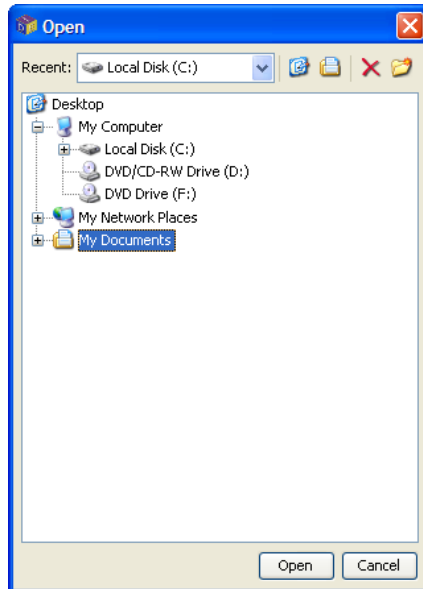 Open
Recent: Local Disk (C:)
Desktop
My Computer
Local Disk (C:)
DVD/CD-RW Drive (D:)
DVD Drive (F:)
My Network Places
My Documents
Open Cancel